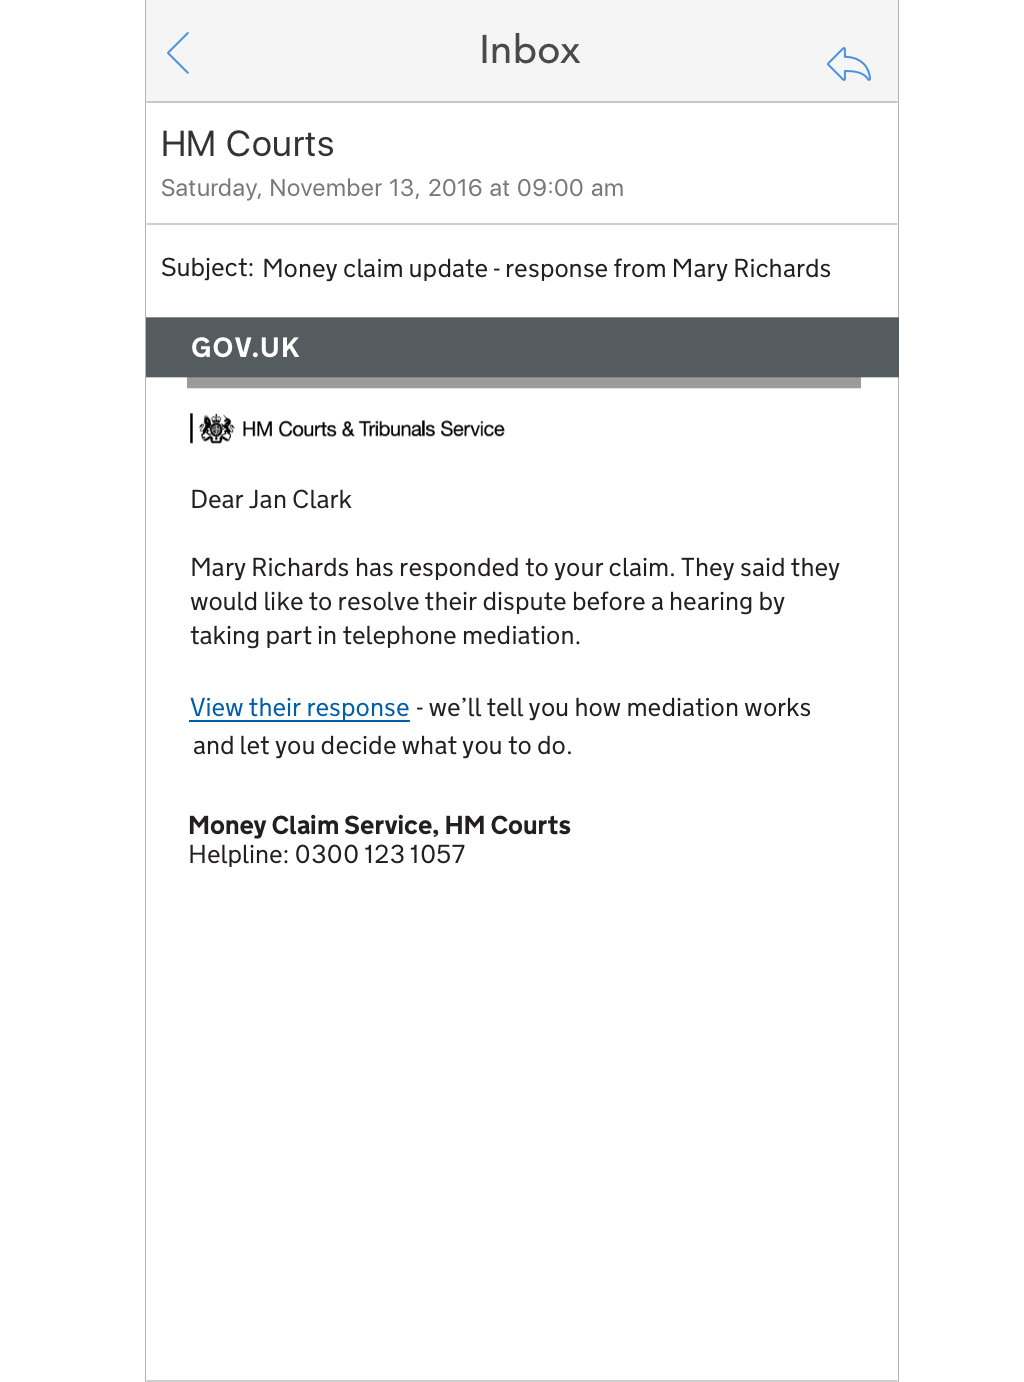 Inbox
HM Courts
Saturday, November 13, 2016 at 09:00 am
Subject: Money claim update - response from Mary Richards
GOV.UK
HM Courts & Tribunals Service
Dear Jan Clark
Mary Richards has responded to your claim. They said they
would like to resolve their dispute before a hearing by
taking part in telephone mediation.
View their response - we’ll tell you how mediation works
and let you decide what you to do.
Money Claim Service, HM Courts
Helpline: 0300 123 1057